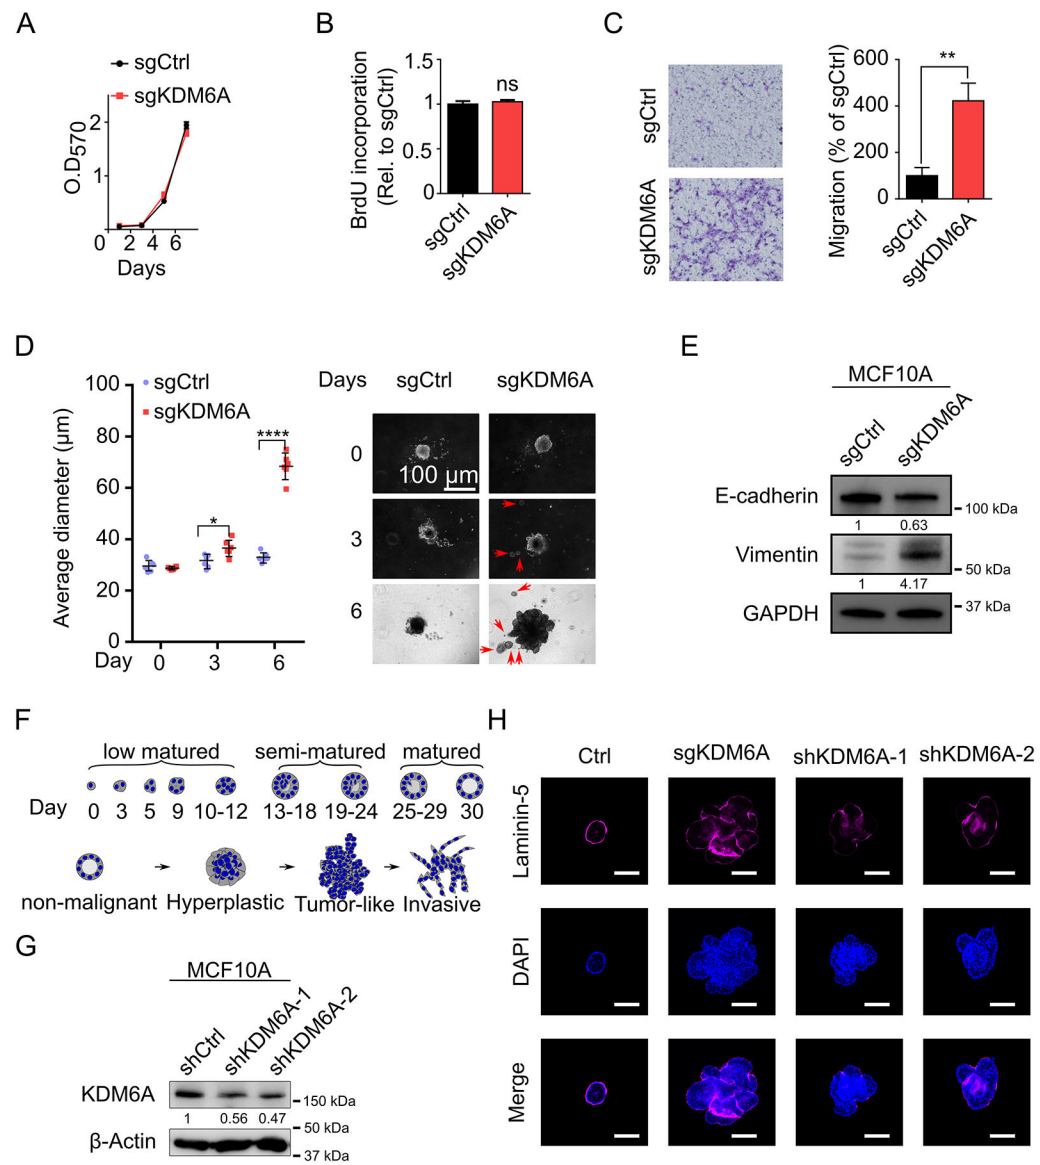 A
sgCtrl
sgKDM6A
O.D570
2
1
0
2 4 6
Days
B
BrdU incorporation
(Rel. to sgCtrl)
1.5
1
0.5
0
ns
sgCtrl
sgKDM6A
C
sgCtrl
sgKDM6A
Migration (% of sgCtrl)
600
400
200
0
**
sgCtrl
sgKDM6A
D
Average diameter (µm)
100
80
60
40
20
0
sgCtrl
sgKDM6A
*
****
Day
0 3 6
Days sgCtrl sgKDM6A
0
100 µm
3
6
E
MCF10A
sgCtrl
sgKDM6A
E-cadherin
100 kDa
1 0.63
Vimentin
50 kDa
1 4.17
GAPDH
37 kDa
F
low matured semi-matured matured
Day 0 3 5 9 10-12 13-18 19-24 25-29 30
non-malignant Hyperplastic Tumor-like Invasive
G
MCF10A
shCtrl
shKDM6A-1
shKDM6A-2
KDM6A
150 kDa
1 0.56 0.47
50 kDa
β-Actin
37 kDa
H
Ctrl sgKDM6A shKDM6A-1 shKDM6A-2
Laminin-5
DAPI
Merge